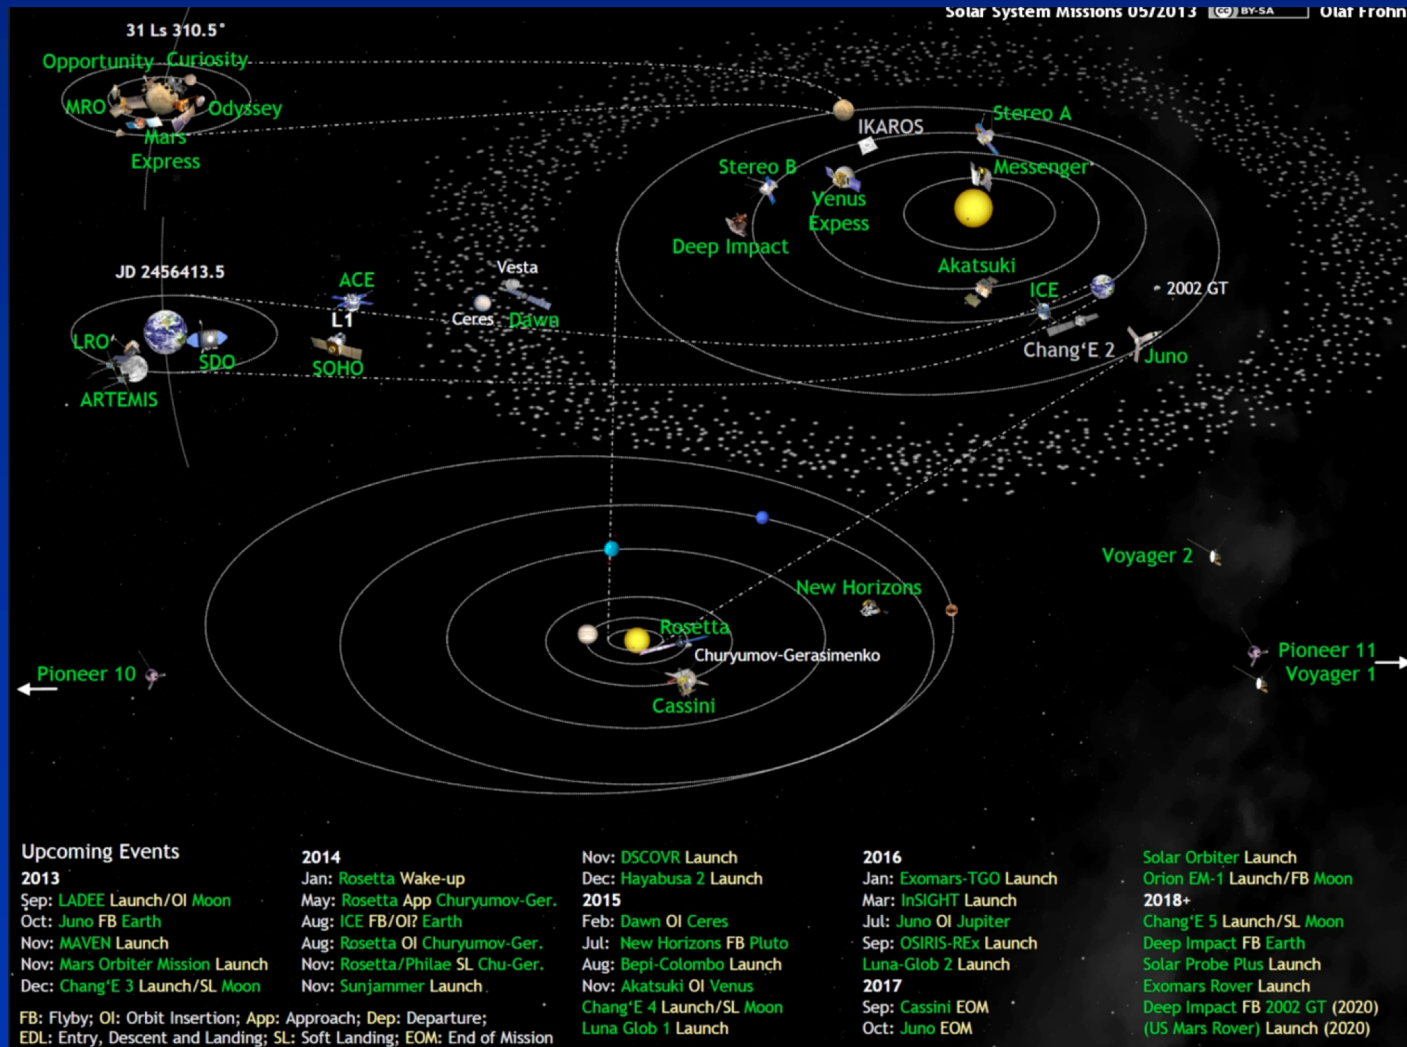 Solar System Missions 05/2013 cc BY-SA Olaf Frohn
31 Ls 310.5°
Opportunity Curiosity
MRO Odyssey
Mars
Express
IKAROS
Stereo A
Stereo B
Messenger
Venus
Expess
Deep Impact
Akatsuki
JD 2456413.5
ACE
L1
SOHO
LRO
SDO
ARTEMIS
Vesta
Ceres Dawn
ICE
2002 GT
Chang‘E 2
Juno
Voyager 2
New Horizons
Rosetta
Churyumov-Gerasimenko
Cassini
Pioneer 10
Pioneer 11
Voyager 1
Upcoming Events
2013
Sep: LADEE Launch/OI Moon
Oct: Juno FB Earth
Nov: MAVEN Launch
Nov: Mars Orbiter Mission Launch
Dec: Chang‘E 3 Launch/SL Moon
FB: Flyby; OI: Orbit Insertion; App: Approach; Dep: Departure;
EDL: Entry, Descent and Landing; SL: Soft Landing; EOM: End of Mission
2014
Jan: Rosetta Wake-up
May: Rosetta App Churyumov-Ger.
Aug: ICE FB/OI? Earth
Aug: Rosetta OI Churyumov-Ger.
Nov: Rosetta/Philae SL Chu-Ger.
Nov: Sunjammer Launch
Nov: DSCOVR Launch
Dec: Hayabusa 2 Launch
2015
Feb: Dawn OI Ceres
Jul: New Horizons FB Pluto
Aug: Bepi-Colombo Launch
Nov: Akatsuki OI Venus
Chang‘E 4 Launch/SL Moon
Luna Glob 1 Launch
2016
Jan: Exomars-TGO Launch
Mar: InSIGHT Launch
Jul: Juno OI Jupiter
Sep: OSIRIS-REx Launch
Luna-Glob 2 Launch
2017
Sep: Cassini EOM
Oct: Juno EOM
Solar Orbiter Launch
Orion EM-1 Launch/FB Moon
2018+
Chang‘E 5 Launch/SL Moon
Deep Impact FB Earth
Solar Probe Plus Launch
Exomars Rover Launch
Deep Impact FB 2002 GT (2020)
(US Mars Rover) Launch (2020)